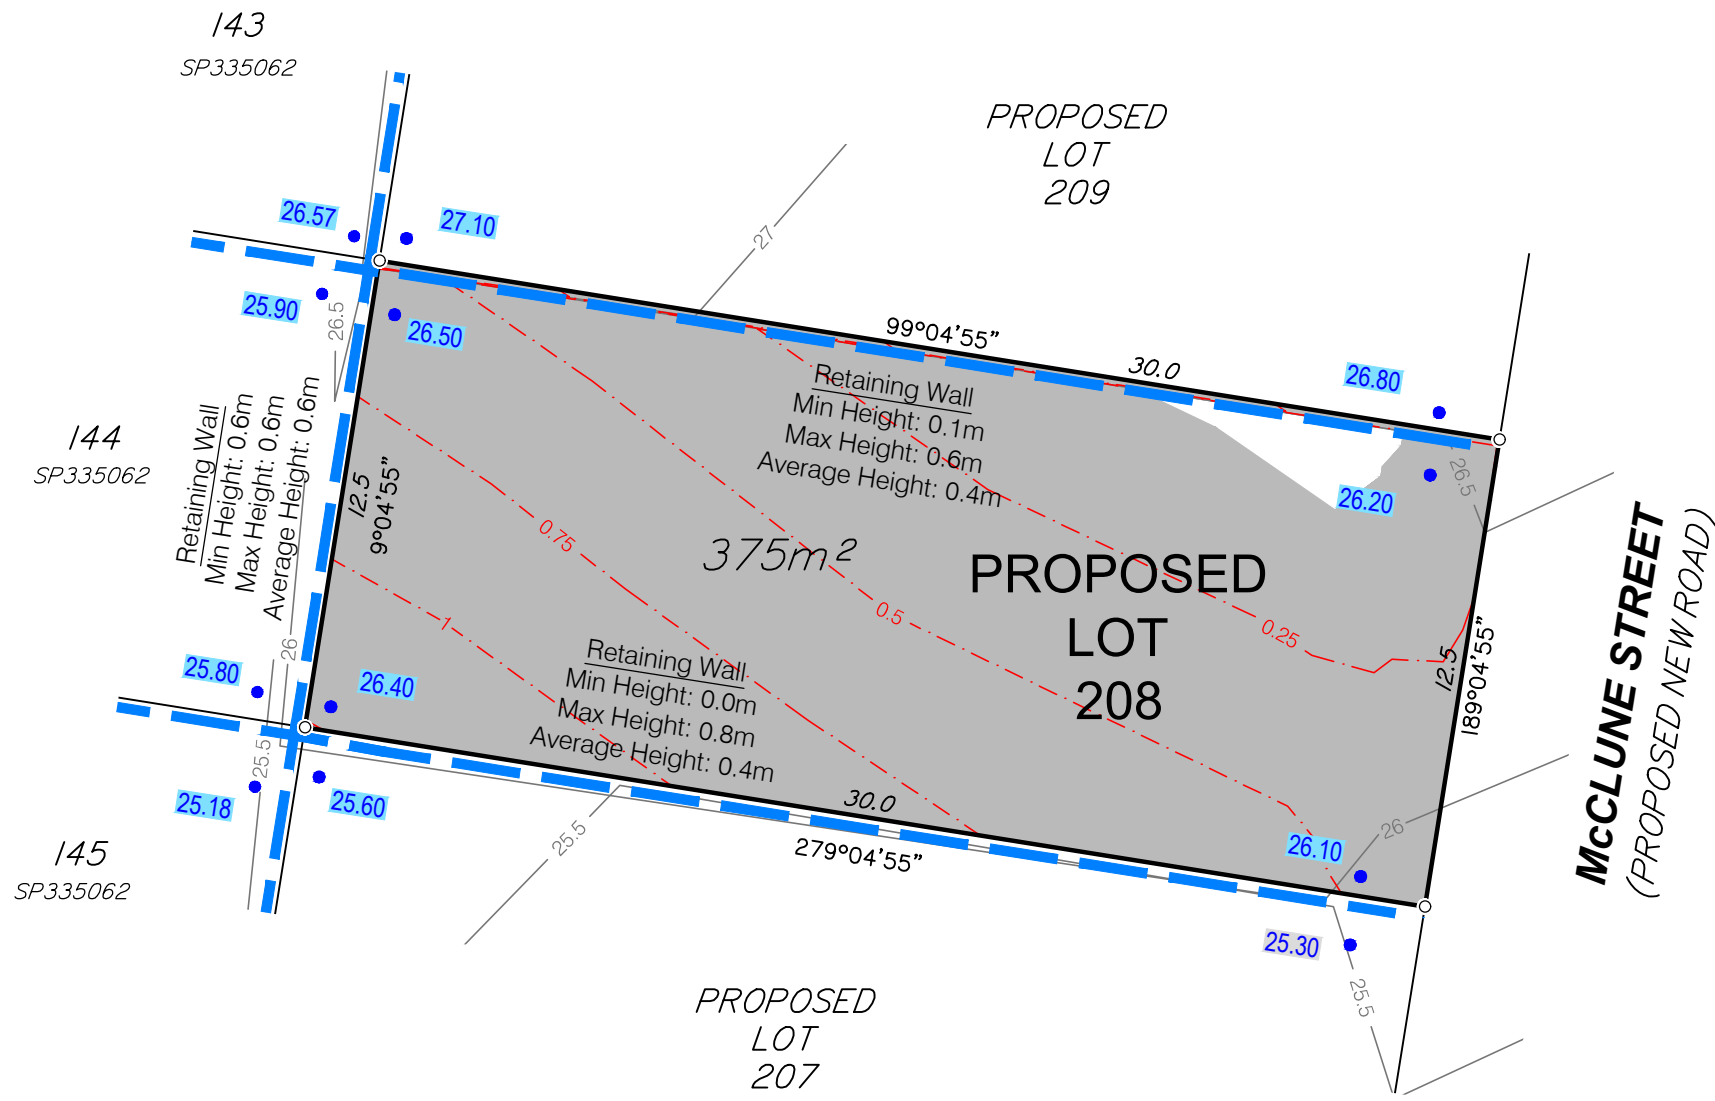 143
SP335062
PROPOSED
LOT
209
26.57
27.10
27
25.90
26.5
26.50
99°04'55"
30.0
26.80
144
SP335062
Retaining Wall
Min Height: 0.6m
Max Height: 0.6m
Average Height: 0.6m
12.5
9°04'55"
Retaining Wall
Min Height: 0.1m
Max Height: 0.6m
Average Height: 0.4m
26.20
26.5
0.75
375m²
PROPOSED
LOT
208
0.5
0.25
1
12.5
189°04'55"
McCLUNE STREET
(PROPOSED NEW ROAD)
26
25.80
26.40
Retaining Wall
Min Height: 0.0m
Max Height: 0.8m
Average Height: 0.4m
25.5
25.18
25.60
30.0
279°04'55"
25.5
26.10
26
145
SP335062
25.30
25.5
PROPOSED
LOT
207